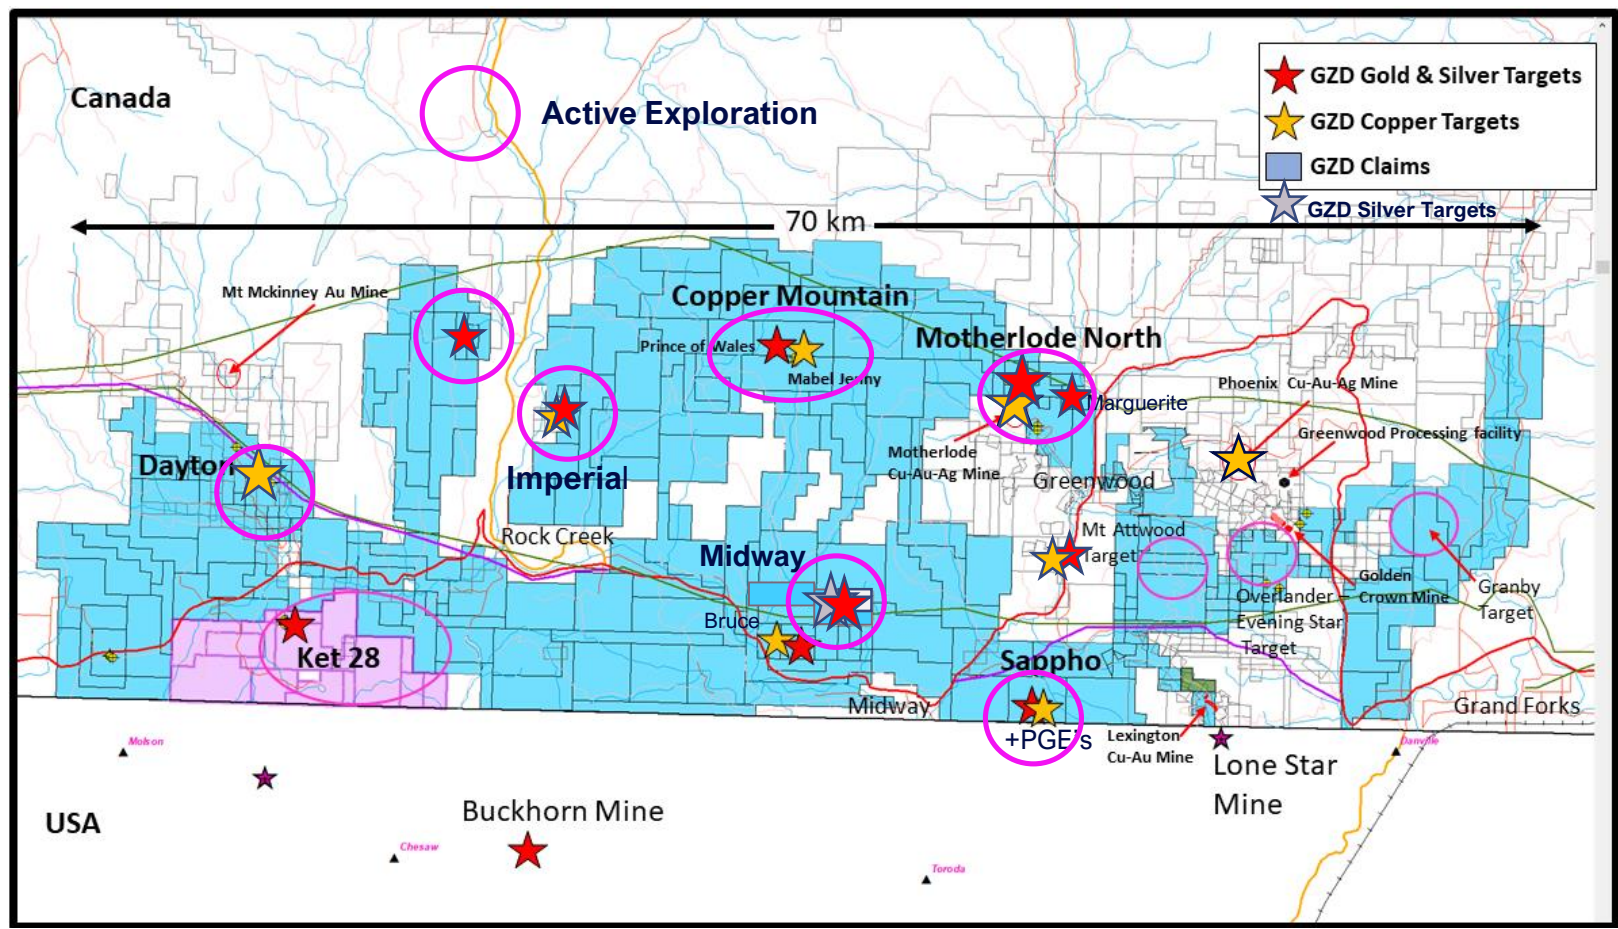 Canada
Active Exploration
GZD Gold & Silver Targets
GZD Copper Targets
GZD Claims
GZD Silver Targets
70 km
Mt Mckinney Au Mine
Copper Mountain
Prince of Wales
Mabel Jenny
Motherlode North
Marguerite
Phoenix Cu-Au-Ag Mine
Greenwood Processing facility
Motherlode
Cu-Au-Ag Mine
Greenwood
Dayton
Imperial
Rock Creek
Midway
Bruce
Mt Attwood
Target
Overlander –
Evening Star
Target
Golden
Crown Mine
Granby
Target
Ket 28
Sappho
+PGE's
Midway
Lexington
Cu-Au Mine
Grand Forks
Lone Star
Mine
Molson
Danville
Buckhorn Mine
USA
Chesaw
Toroda